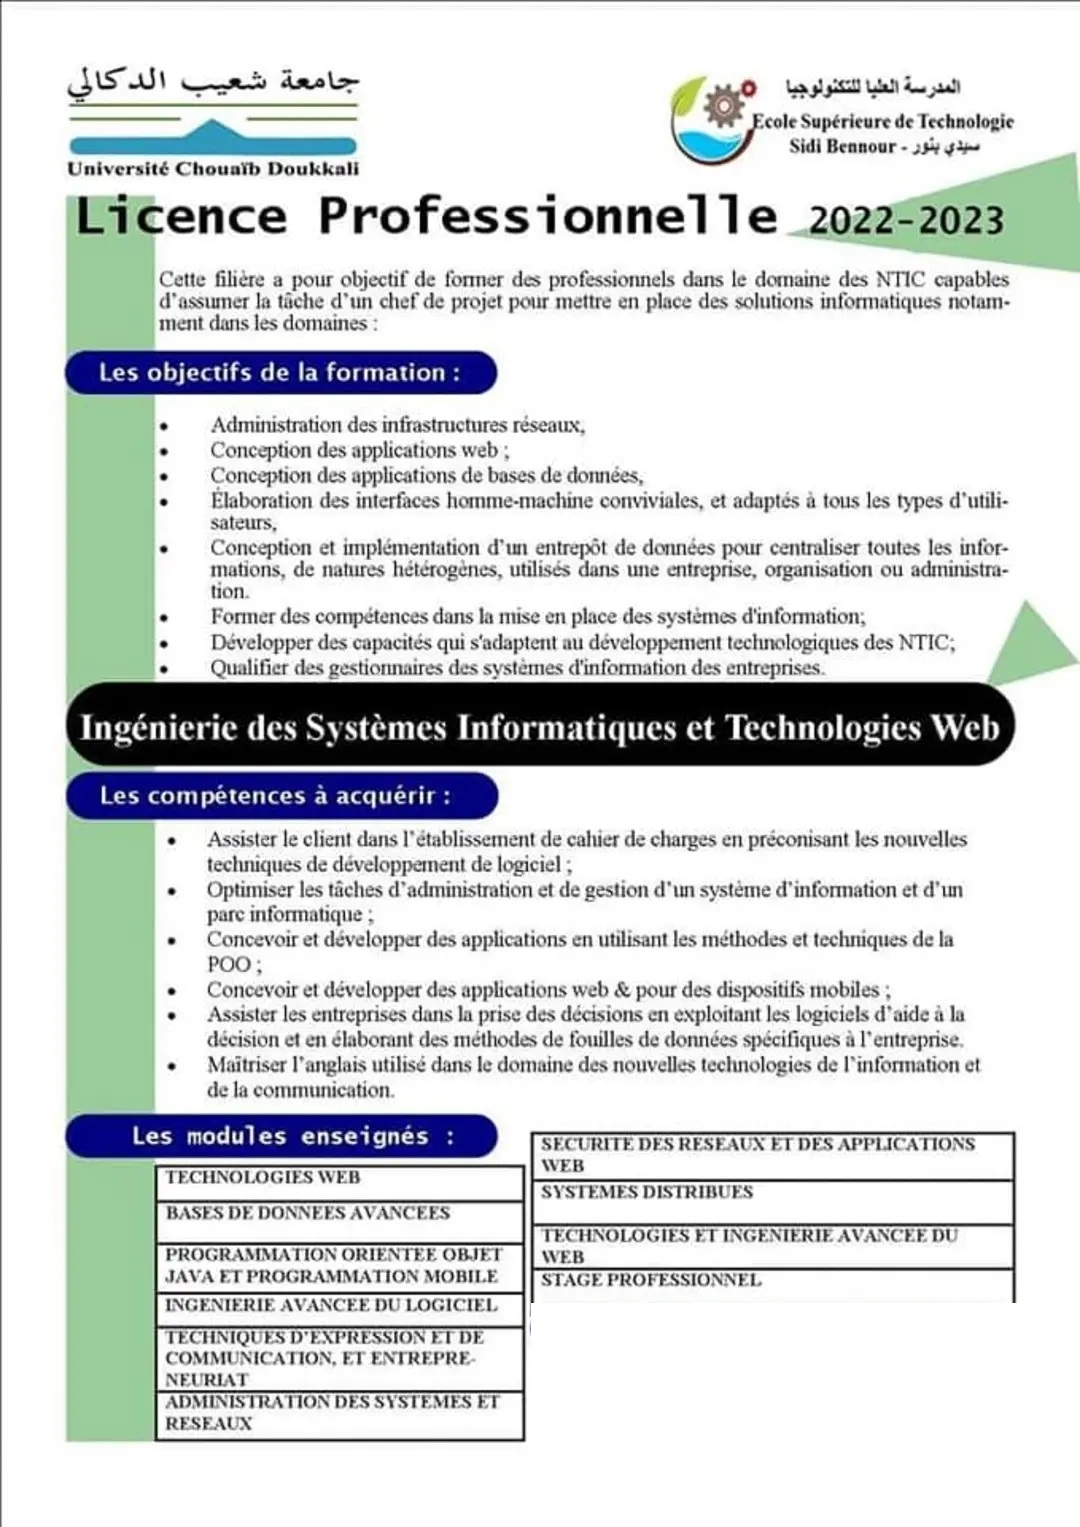 جامعة شعيب الدكالي
Université Chouaïb Doukkali
المدرسة العليا للتكنولوجيا
Ecole Supérieure de Technologie
Sidi Bennour - سيدي بنور
Licence Professionnelle 2022-2023
Cette filière a pour objectif de former des professionnels dans le domaine des NTIC capables
d'assumer la tâche d'un chef de projet pour mettre en place des solutions informatiques notam-
ment dans les domaines :
Les objectifs de la formation :
• Administration des infrastructures réseaux,
• Conception des applications web ;
• Conception des applications de bases de données,
• Élaboration des interfaces homme-machine conviviales, et adaptés à tous les types d'utili-
sateurs,
• Conception et implémentation d'un entrepôt de données pour centraliser toutes les infor-
mations, de natures hétérogènes, utilisés dans une entreprise, organisation ou administra-
tion.
• Former des compétences dans la mise en place des systèmes d'information;
• Développer des capacités qui s'adaptent au développement technologiques des NTIC;
• Qualifier des gestionnaires des systèmes d'information des entreprises.
Ingénierie des Systèmes Informatiques et Technologies Web
Les compétences à acquérir :
• Assister le client dans l'établissement de cahier de charges en préconisant les nouvelles
techniques de développement de logiciel ;
• Optimiser les tâches d'administration et de gestion d'un système d'information et d'un
parc informatique ;
• Concevoir et développer des applications en utilisant les méthodes et techniques de la
POO ;
• Concevoir et développer des applications web & pour des dispositifs mobiles ;
• Assister les entreprises dans la prise des décisions en exploitant les logiciels d'aide à la
décision et en élaborant des méthodes de fouilles de données spécifiques à l'entreprise.
• Maîtriser l'anglais utilisé dans le domaine des nouvelles technologies de l'information et
de la communication.
Les modules enseignés :
TECHNOLOGIES WEB
BASES DE DONNEES AVANCEES
PROGRAMMATION ORIENTEE OBJET
JAVA ET PROGRAMMATION MOBILE
INGENIERIE AVANCEE DU LOGICIEL
TECHNIQUES D'EXPRESSION ET DE
COMMUNICATION, ET ENTREPRE-
NEURIAT
ADMINISTRATION DES SYSTEMES ET
RESEAUX
SECURITE DES RESEAUX ET DES APPLICATIONS
WEB
SYSTEMES DISTRIBUES
TECHNOLOGIES ET INGENIERIE AVANCEE DU
WEB
STAGE PROFESSIONNEL